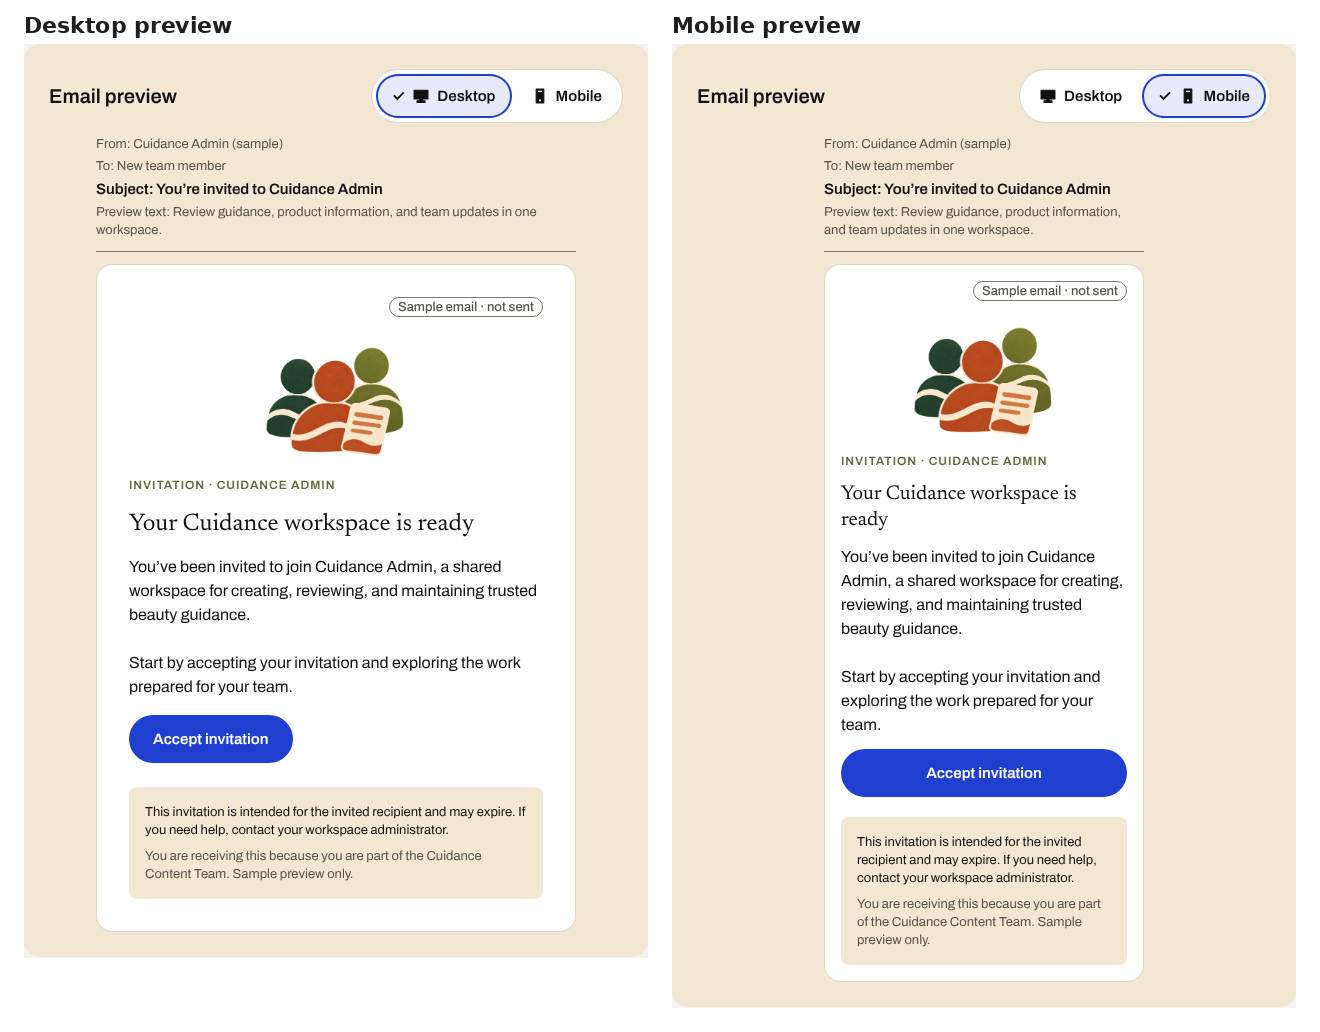 Desktop preview
Email preview
Desktop
Mobile
From: Cuidance Admin (sample)
To: New team member
Subject: You’re invited to Cuidance Admin
Preview text: Review guidance, product information, and team updates in one
workspace.
Sample email · not sent
INVITATION · CUIDANCE ADMIN
Your Cuidance workspace is ready
You’ve been invited to join Cuidance Admin, a shared
workspace for creating, reviewing, and maintaining trusted
beauty guidance.
Start by accepting your invitation and exploring the work
prepared for your team.
Accept invitation
This invitation is intended for the invited recipient and may expire. If
you need help, contact your workspace administrator.
You are receiving this because you are part of the Cuidance
Content Team. Sample preview only.
Mobile preview
Email preview
Desktop
Mobile
From: Cuidance Admin (sample)
To: New team member
Subject: You’re invited to Cuidance Admin
Preview text: Review guidance, product information,
and team updates in one workspace.
Sample email · not sent
INVITATION · CUIDANCE ADMIN
Your Cuidance workspace is
ready
You’ve been invited to join Cuidance
Admin, a shared workspace for creating,
reviewing, and maintaining trusted
beauty guidance.
Start by accepting your invitation and
exploring the work prepared for your
team.
Accept invitation
This invitation is intended for the invited
recipient and may expire. If you need help,
contact your workspace administrator.
You are receiving this because you are part
of the Cuidance Content Team. Sample
preview only.